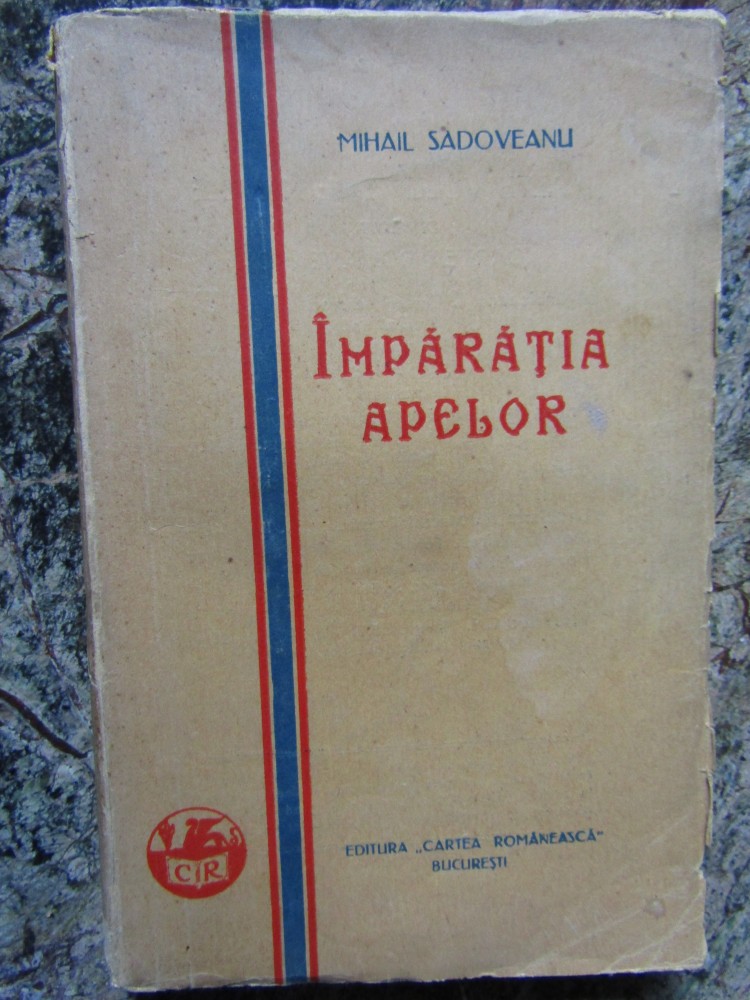 MIHAIL SADOVEANU
ÎMPĂRĂȚIA
APELOR
EDITURA „CARTEA ROMÂNEASCĂ"
BUCUREȘTI
C R